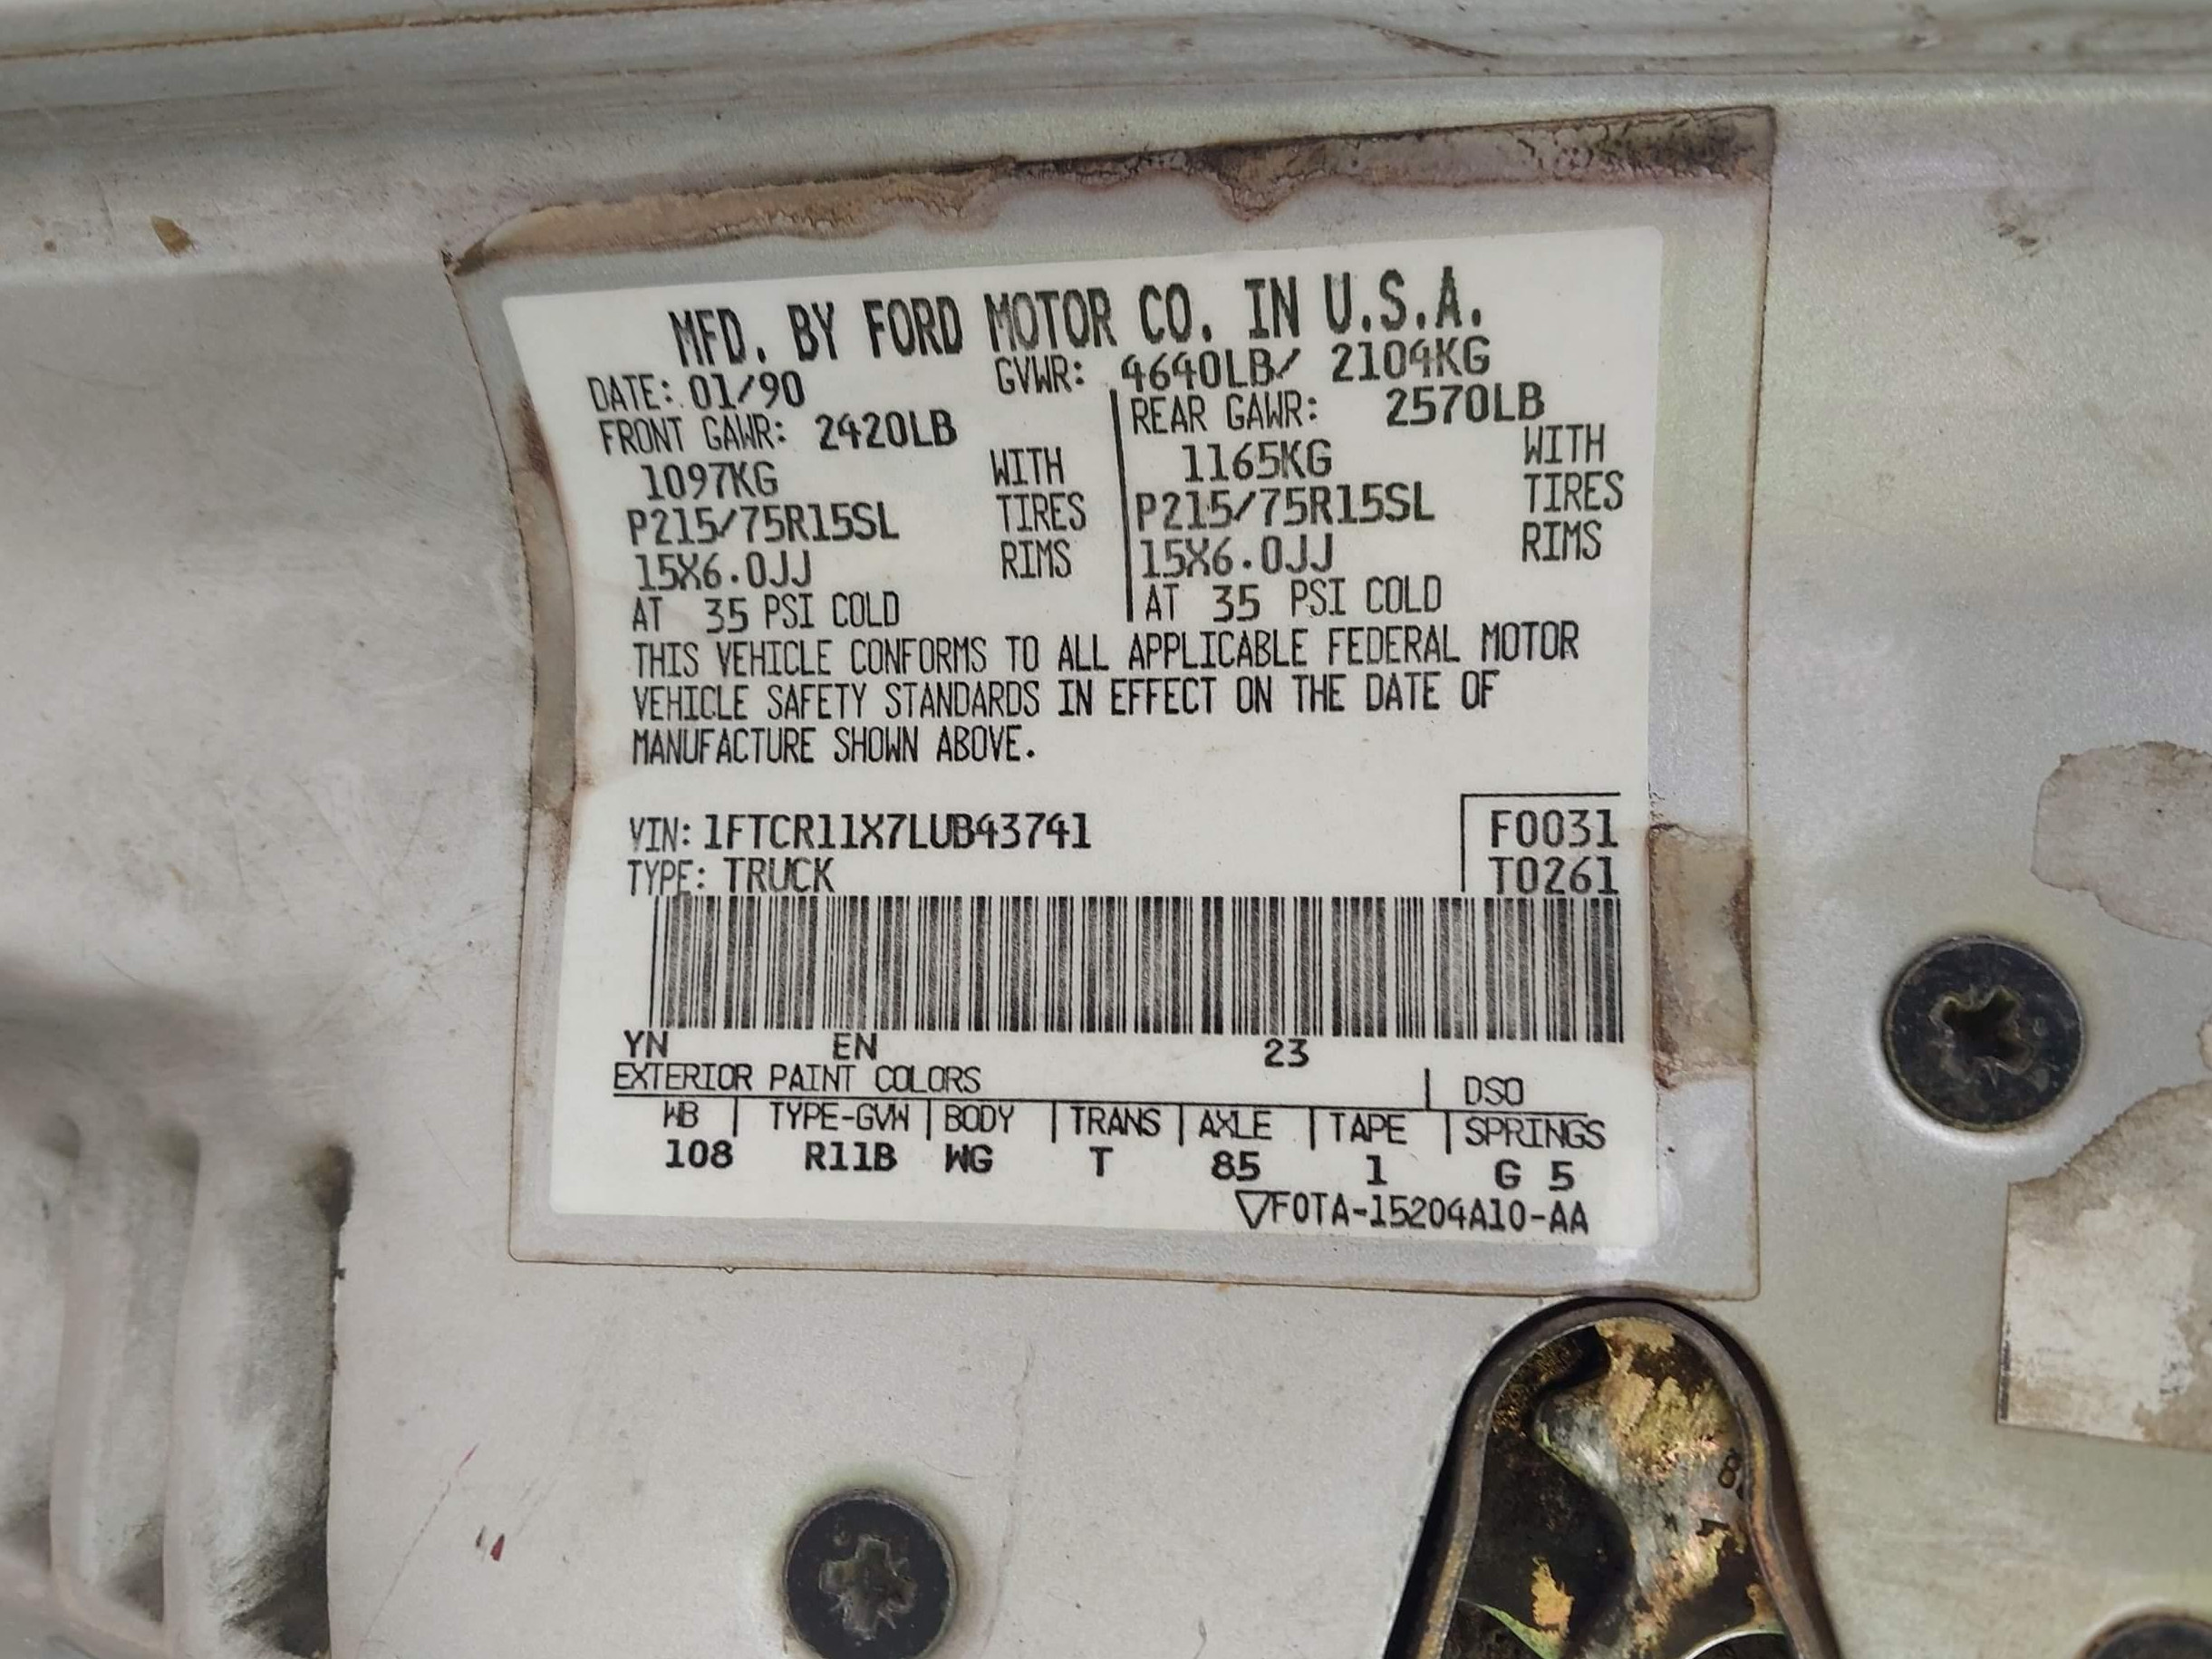 MFD. BY FORD MOTOR CO. IN U.S.A.
DATE: 01/90 GVWR: 4640LB/ 2104KG
FRONT GAWR: 2420LB REAR GAWR: 2570LB
1097KG WITH 1165KG WITH
P215/75R15SL TIRES P215/75R15SL TIRES
15X6.0JJ RIMS 15X6.0JJ RIMS
AT 35 PSI COLD AT 35 PSI COLD
THIS VEHICLE CONFORMS TO ALL APPLICABLE FEDERAL MOTOR
VEHICLE SAFETY STANDARDS IN EFFECT ON THE DATE OF
MANUFACTURE SHOWN ABOVE.
VIN: 1FTCR11X7LUB43741 F0031
TYPE: TRUCK T0261
YN EN 23
EXTERIOR PAINT COLORS DSO
WB TYPE-GVW BODY TRANS AXLE TAPE SPRINGS
108 R11B WG T 85 1 G 5
▽F0TA-15204A10-AA